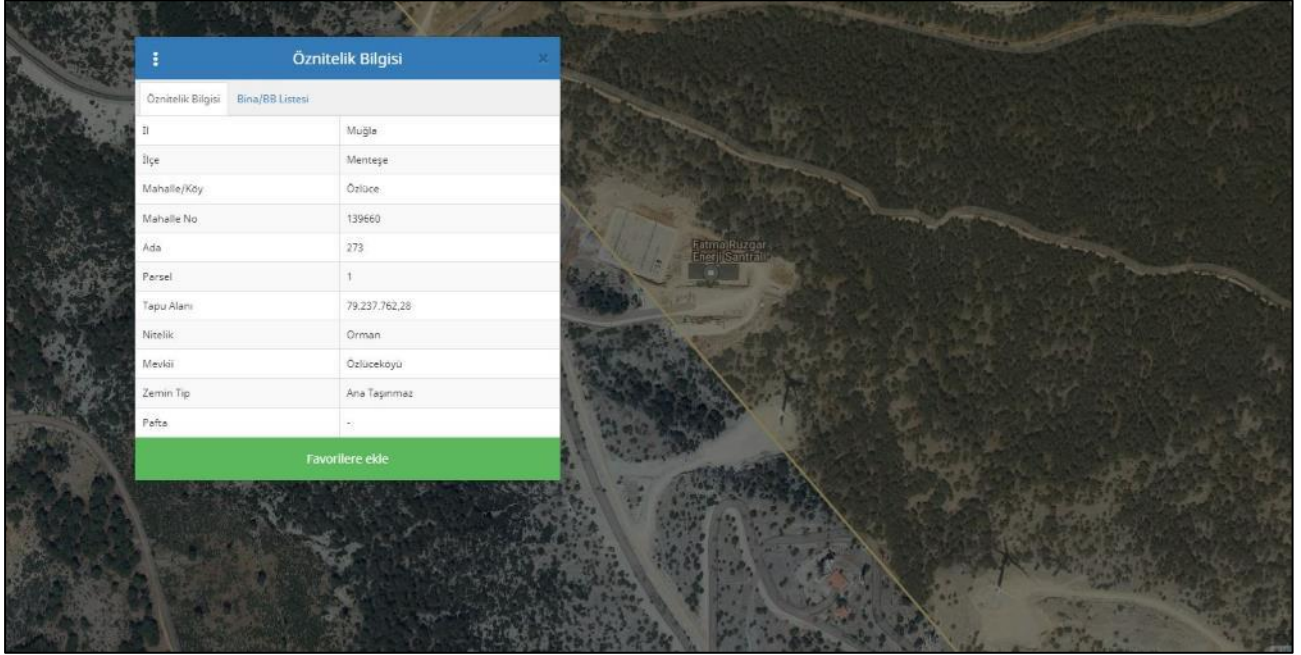 Öznitelik Bilgisi ×
Öznitelik Bilgisi Bina/BB Listesi
İl Muğla
İlçe Menteşe
Mahalle/Köy Özlüce
Mahalle No 139660
Ada 273
Parsel 1
Tapu Alanı 79.237.762,28
Nitelik Orman
Mevkii Özlüceköyü
Zemin Tip Ana Taşınmaz
Pafta -
Favorilere ekle
Fatma Rüzgar
Enerji Santrali